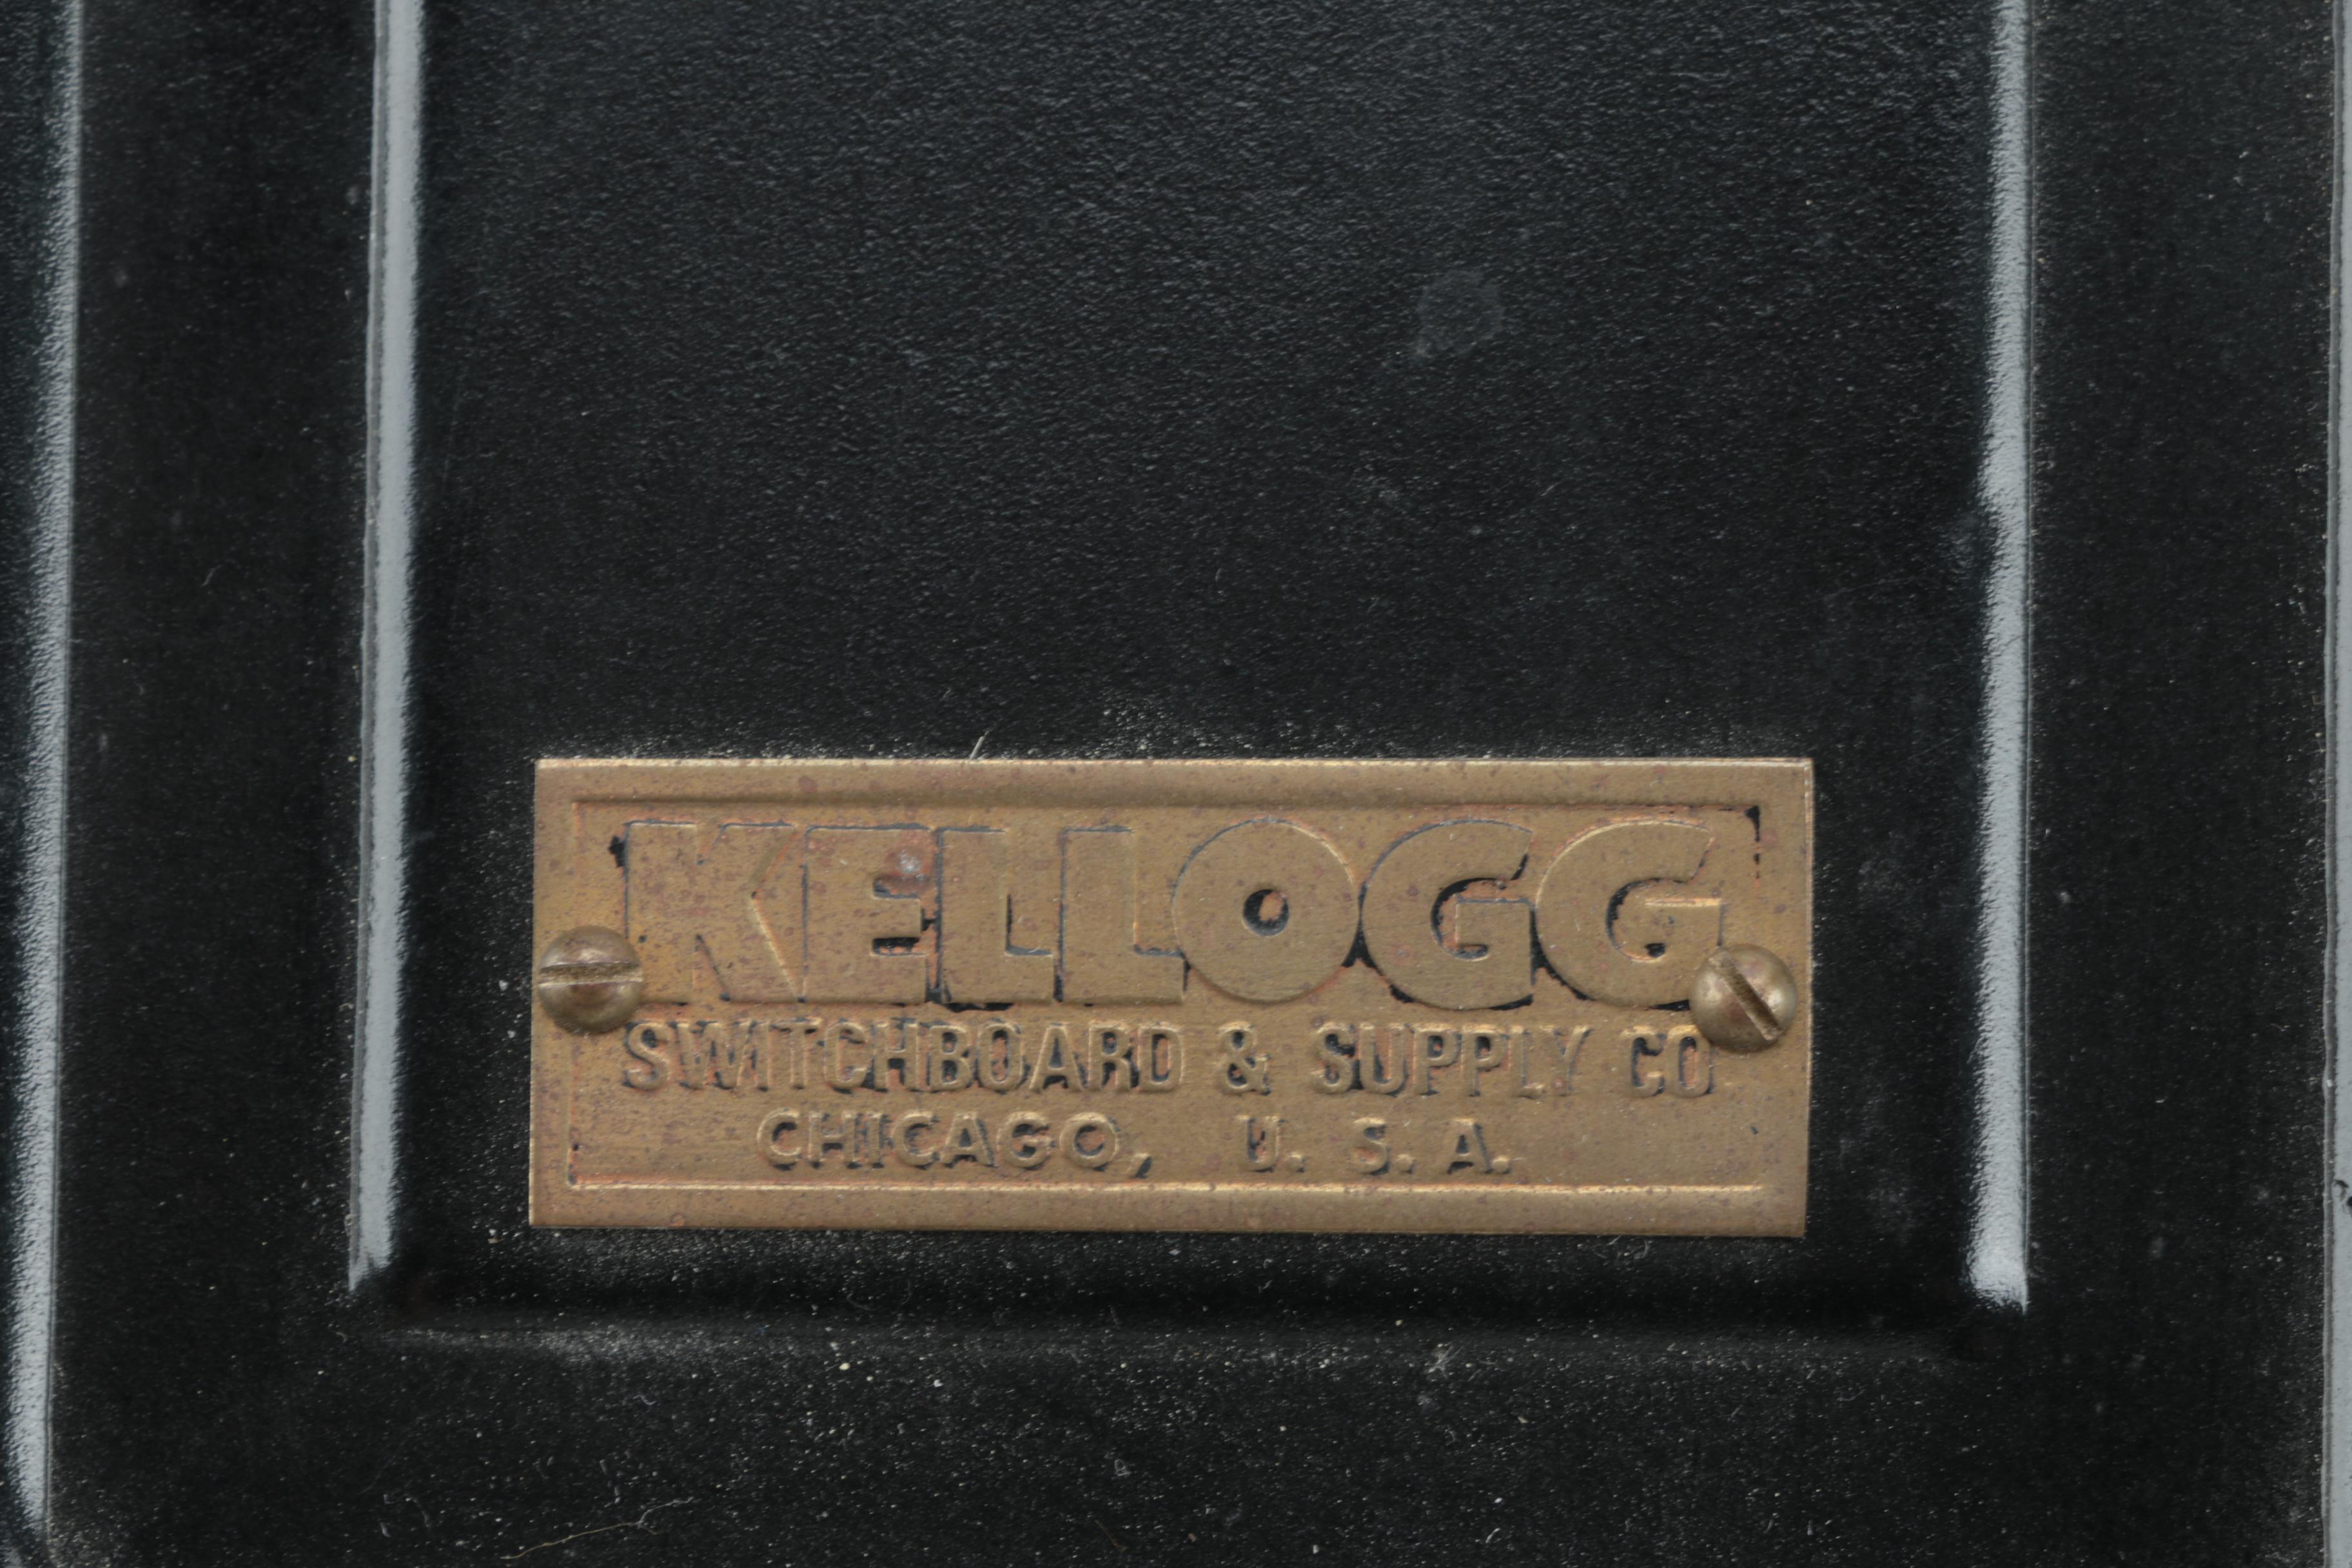 KELLOGG
SWITCHBOARD & SUPPLY CO
CHICAGO, U. S. A.